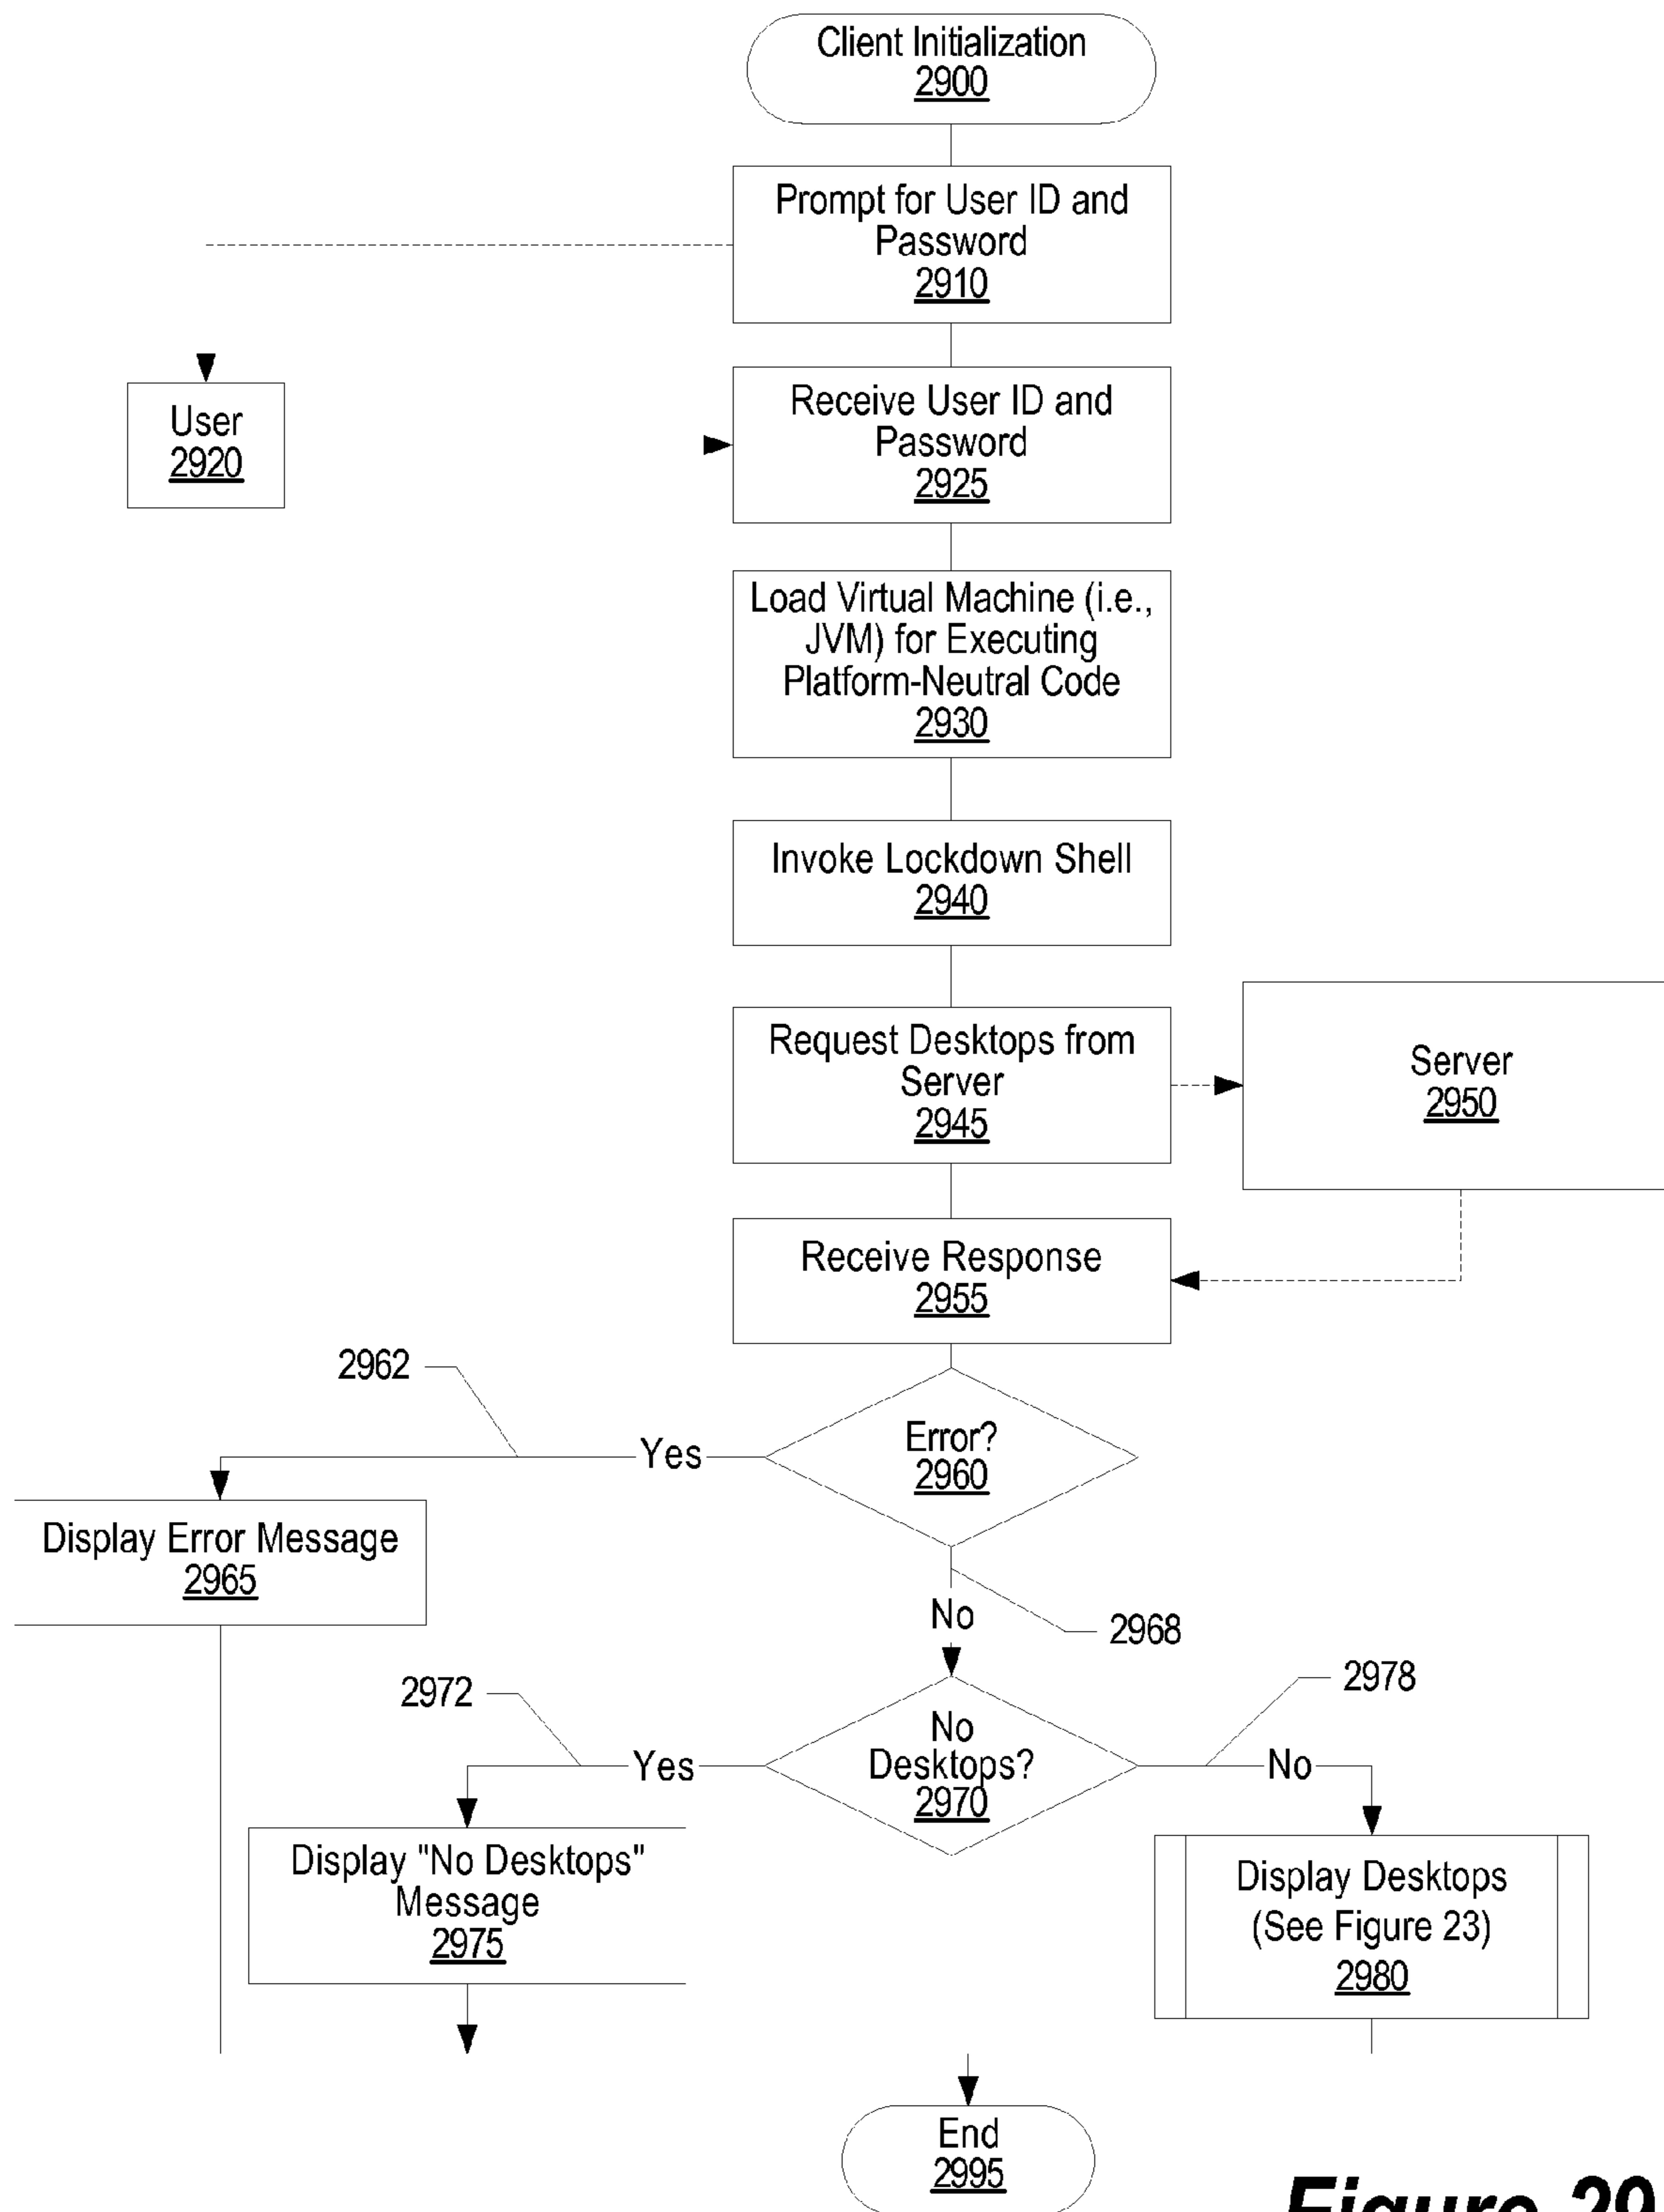 Client Initialization
2900
Prompt for User ID and
Password
2910
User
2920
Receive User ID and
Password
2925
Load Virtual Machine (i.e.,
JVM) for Executing
Platform-Neutral Code
2930
Invoke Lockdown Shell
2940
Request Desktops from
Server
2945
Server
2950
Receive Response
2955
2962
Error?
2960
Yes
Display Error Message
2965
No
2968
2972
2978
No
Desktops?
2970
Yes
No
Display "No Desktops"
Message
2975
Display Desktops
(See Figure 23)
2980
End
2995
Figure 29